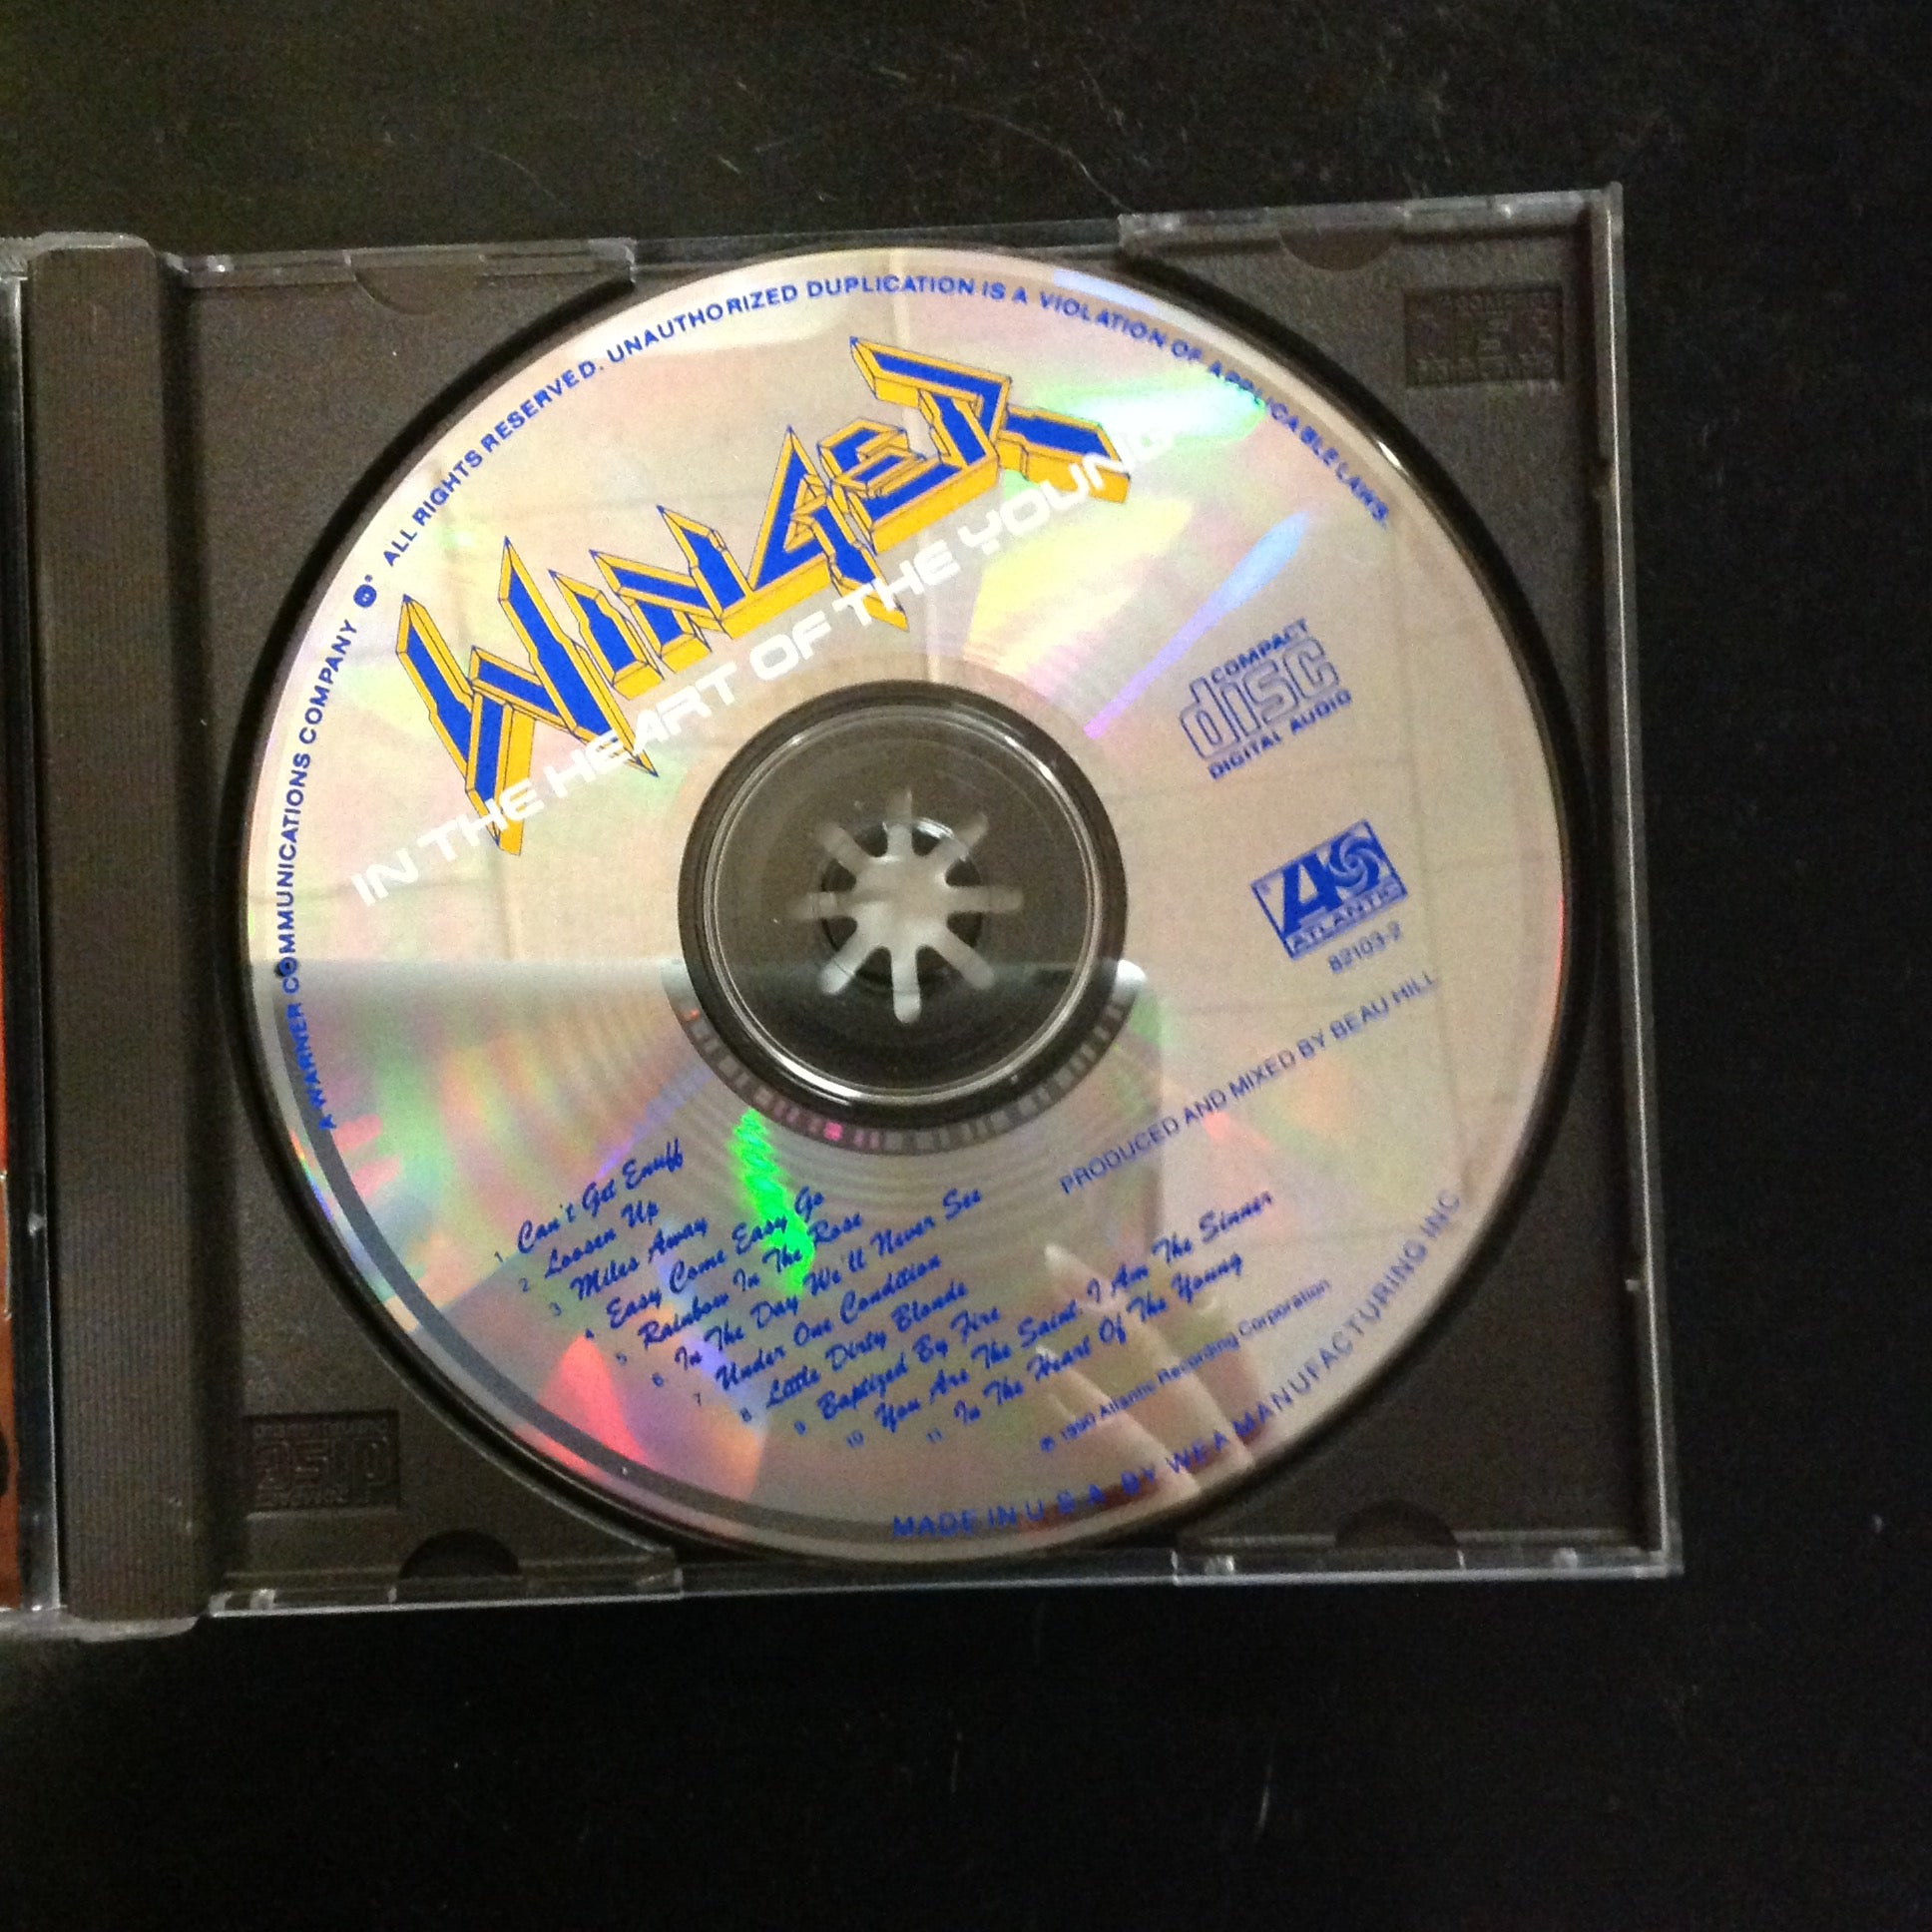 A WARNER COMMUNICATIONS COMPANY ALL RIGHTS RESERVED. UNAUTHORIZED DUPLICATION IS A VIOLATION OF APPLICABLE LAWS.
WINGER
IN THE HEART OF THE YOUNG
COMPACT
disc
DIGITAL AUDIO
ATLANTIC
82103-2
PRODUCED AND MIXED BY BEAU HILL
1 Can't Get Enuff
2 Loosen Up
3 Miles Away
4 Easy Come Easy Go
5 Rainbow In The Rose
6 In The Day We'll Never See
7 Under One Condition
8 Little Dirty Blonde
9 Baptized By Fire
10 You Are The Saint, I Am The Sinner
11 In The Heart Of The Young
℗ 1990 Atlantic Recording Corporation
MADE IN U.S.A. BY WEA MANUFACTURING INC
disc